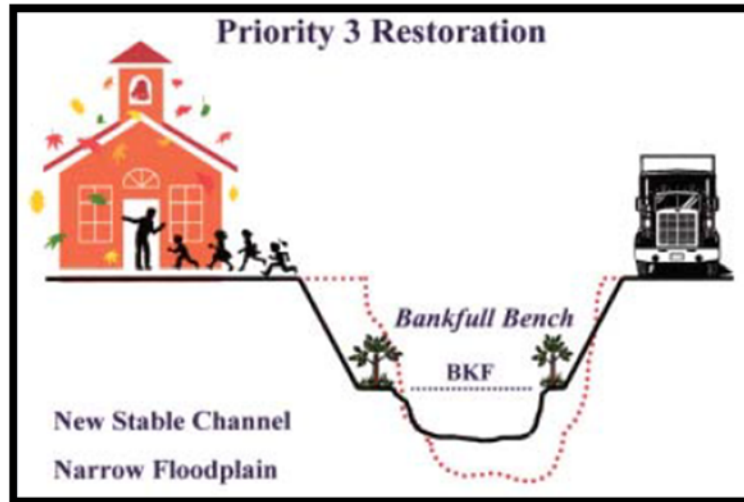 Priority 3 Restoration
Bankfull Bench
BKF
New Stable Channel
Narrow Floodplain